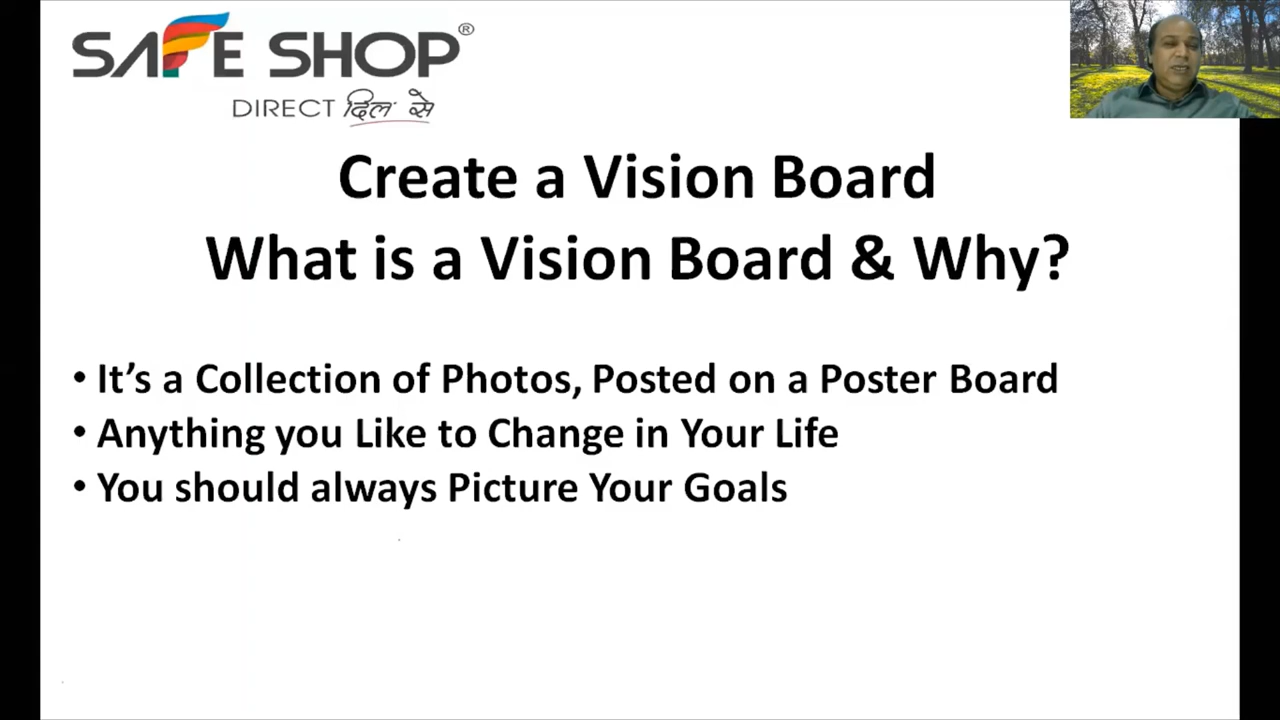 SAFE SHOP®
DIRECT दिल से
Create a Vision Board
What is a Vision Board & Why?
• It’s a Collection of Photos, Posted on a Poster Board
• Anything you Like to Change in Your Life
• You should always Picture Your Goals